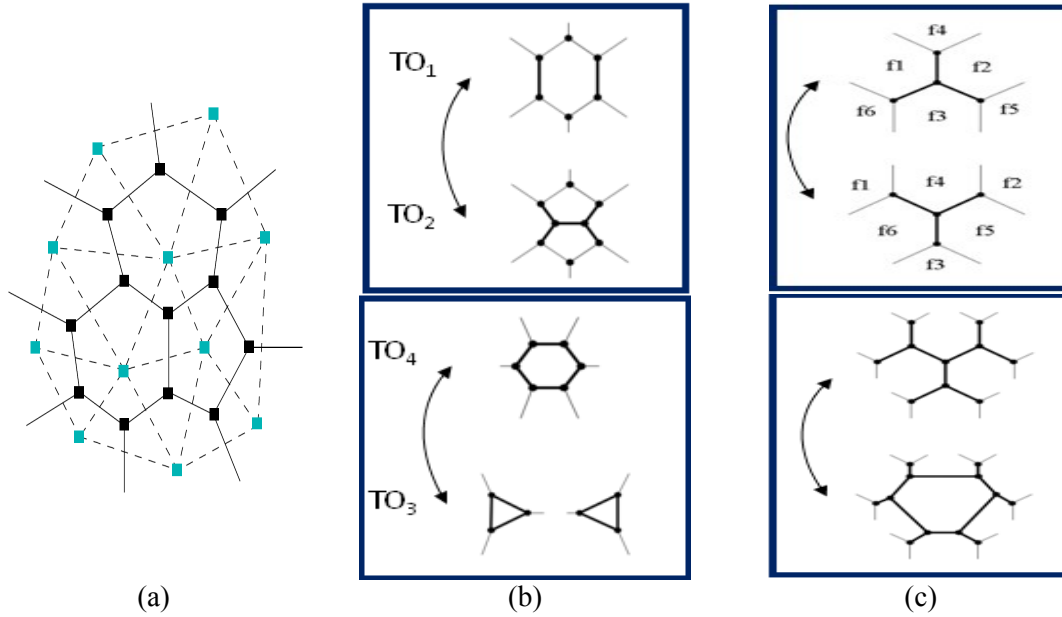 TO₁
TO₂
TO₄
TO₃
f4
f1 f2
f6 f3 f5
f1 f4 f2
f6 f5
f3
(a) (b) (c)